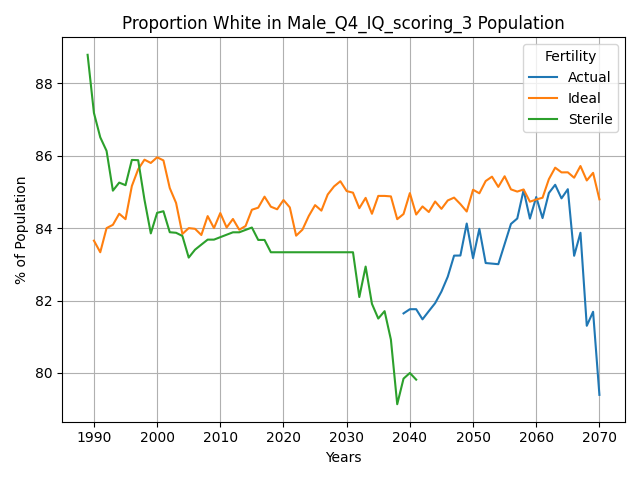 Proportion White in Male_Q4_IQ_scoring_3 Population
Fertility
Actual
Ideal
Sterile
% of Population
88
86
84
82
80
1990 2000 2010 2020 2030 2040 2050 2060 2070
Years